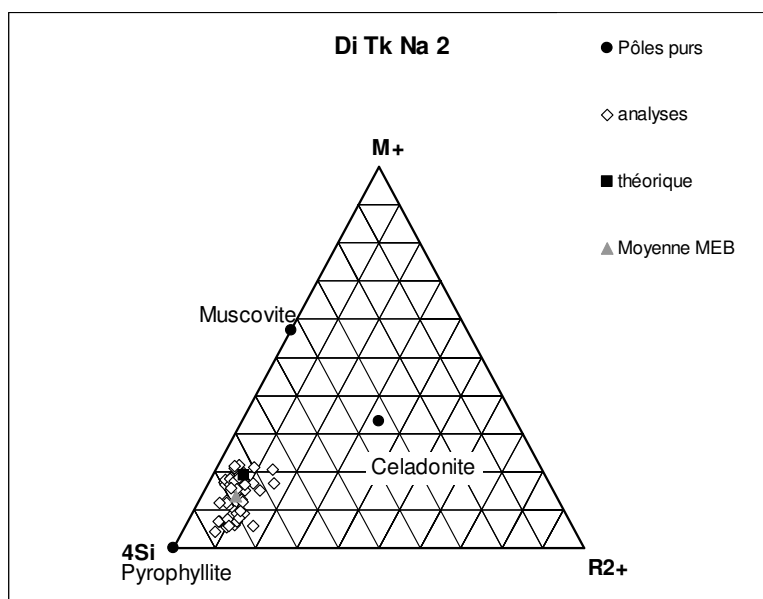 Di Tk Na 2
Pôles purs
analyses
théorique
Moyenne MEB
M+
Muscovite
Celadonite
4Si
Pyrophyllite
R2+